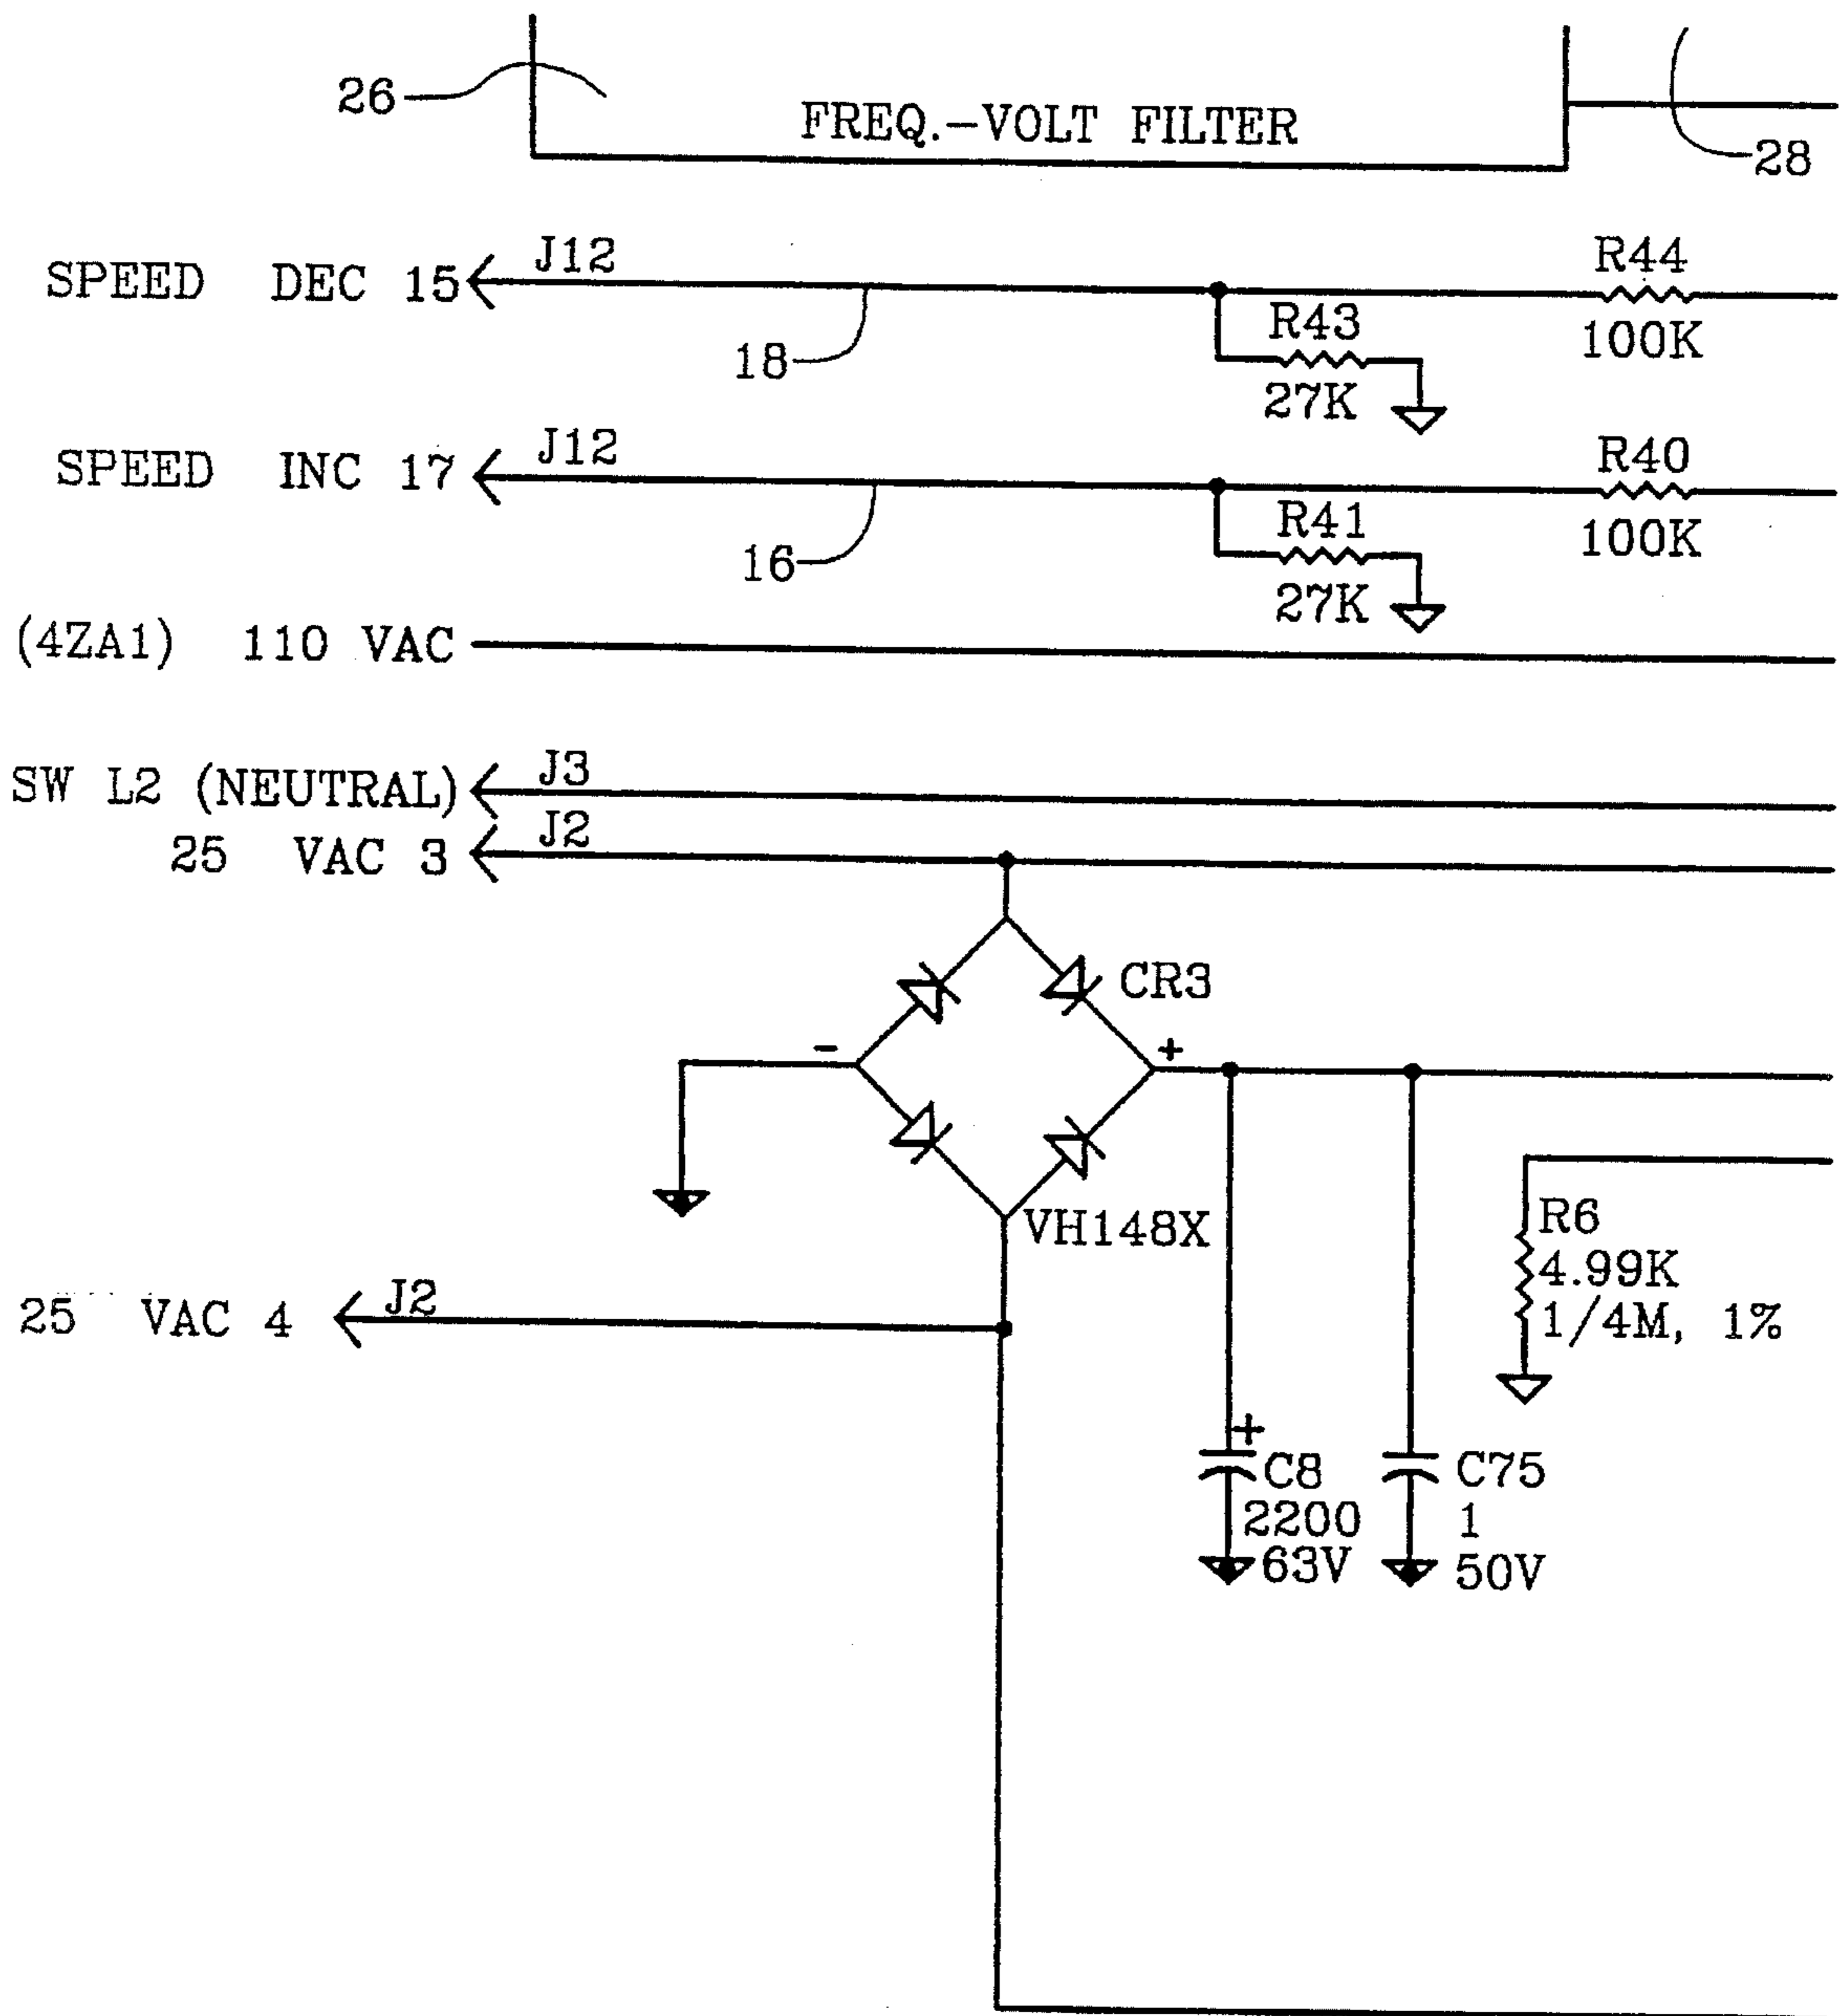 26
FREQ.-VOLT FILTER
28
SPEED DEC 15
J12
R44
100K
R43
27K
18
SPEED INC 17
J12
R40
100K
R41
27K
16
(4ZA1) 110 VAC
SW L2 (NEUTRAL)
J3
25 VAC 3
J2
CR3
-
+
VH148X
R6
4.99K
1/4M, 1%
25 VAC 4
J2
+
C8
2200
63V
C75
1
50V